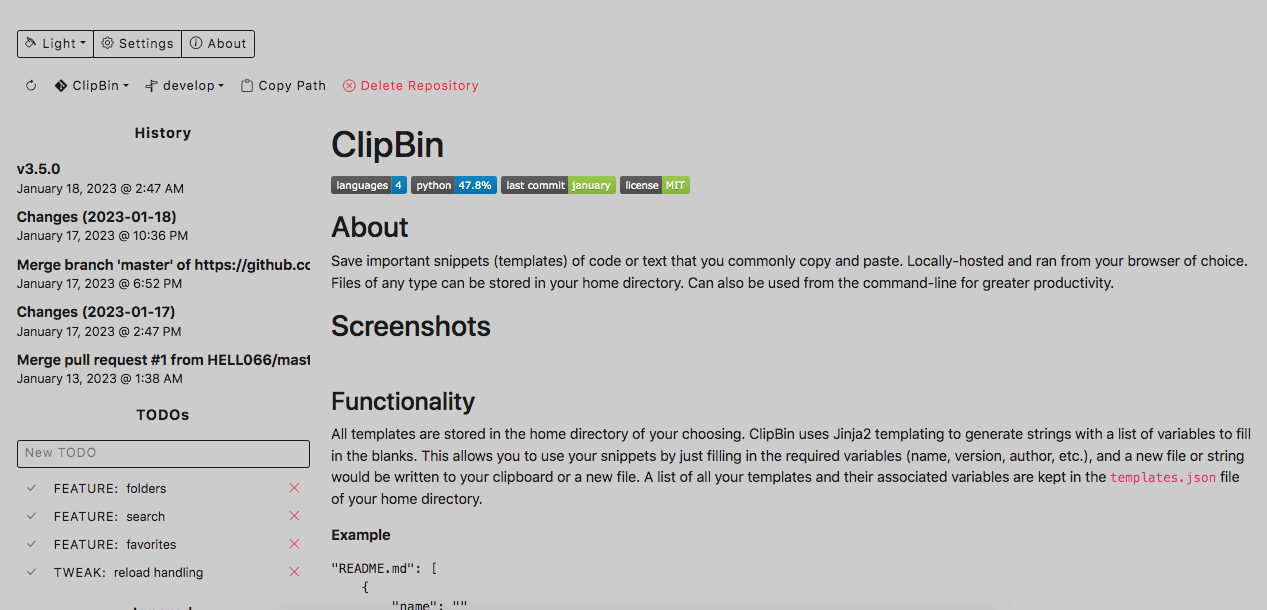 Light Settings About
ClipBin develop Copy Path Delete Repository
History
v3.5.0
January 18, 2023 @ 2:47 AM
Changes (2023-01-18)
January 17, 2023 @ 10:36 PM
Merge branch 'master' of https://github.cc
January 17, 2023 @ 6:52 PM
Changes (2023-01-17)
January 17, 2023 @ 2:47 PM
Merge pull request #1 from HELL066/mast
January 13, 2023 @ 1:38 AM
TODOs
New TODO
FEATURE: folders
FEATURE: search
FEATURE: favorites
TWEAK: reload handling
ClipBin
languages 4 python 47.8% last commit january license MIT
About
Save important snippets (templates) of code or text that you commonly copy and paste. Locally-hosted and ran from your browser of choice.
Files of any type can be stored in your home directory. Can also be used from the command-line for greater productivity.
Screenshots
Functionality
All templates are stored in the home directory of your choosing. ClipBin uses Jinja2 templating to generate strings with a list of variables to fill
in the blanks. This allows you to use your snippets by just filling in the required variables (name, version, author, etc.), and a new file or string
would be written to your clipboard or a new file. A list of all your templates and their associated variables are kept in the templates.json file
of your home directory.
Example
"README.md": [
{
"name": ""